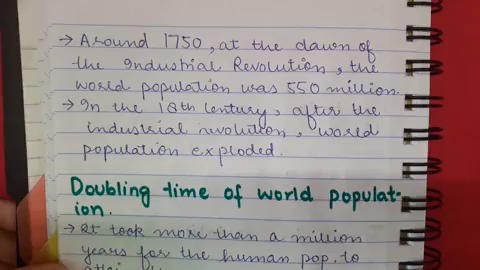 → Around 1750, at the dawn of
the Industrial Revolution, the
world population was 550 million.
→ In the 18th Century, after the
industrial revolution, world
population exploded.
Doubling time of world populat-
ion.
→ It took more than a million
years for the human pop. to